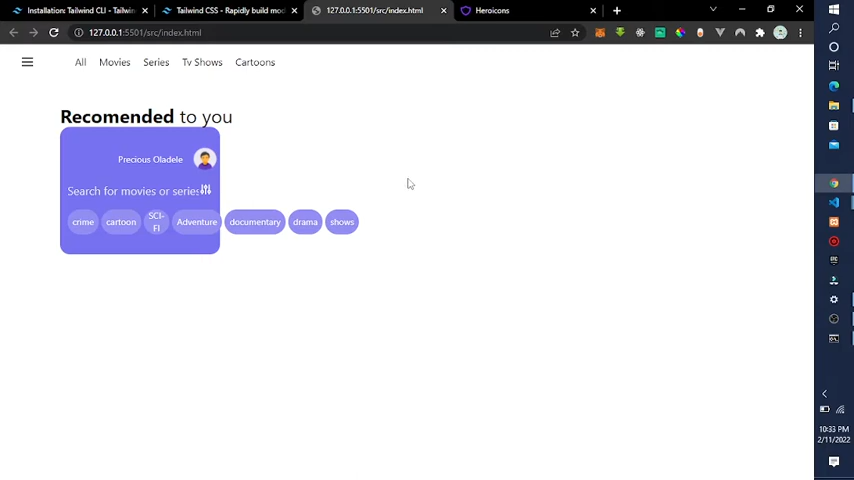 Installation: Tailwind CLI - Tailwin
Tailwind CSS - Rapidly build mod
127.0.0.1:5501/src/index.html
Heroicons
127.0.0.1:5501/src/index.html
All Movies Series Tv Shows Cartoons
Recomended to you
Precious Oladele
Search for movies or series
crime cartoon SCI-FI Adventure documentary drama shows
10:33 PM
2/11/2022